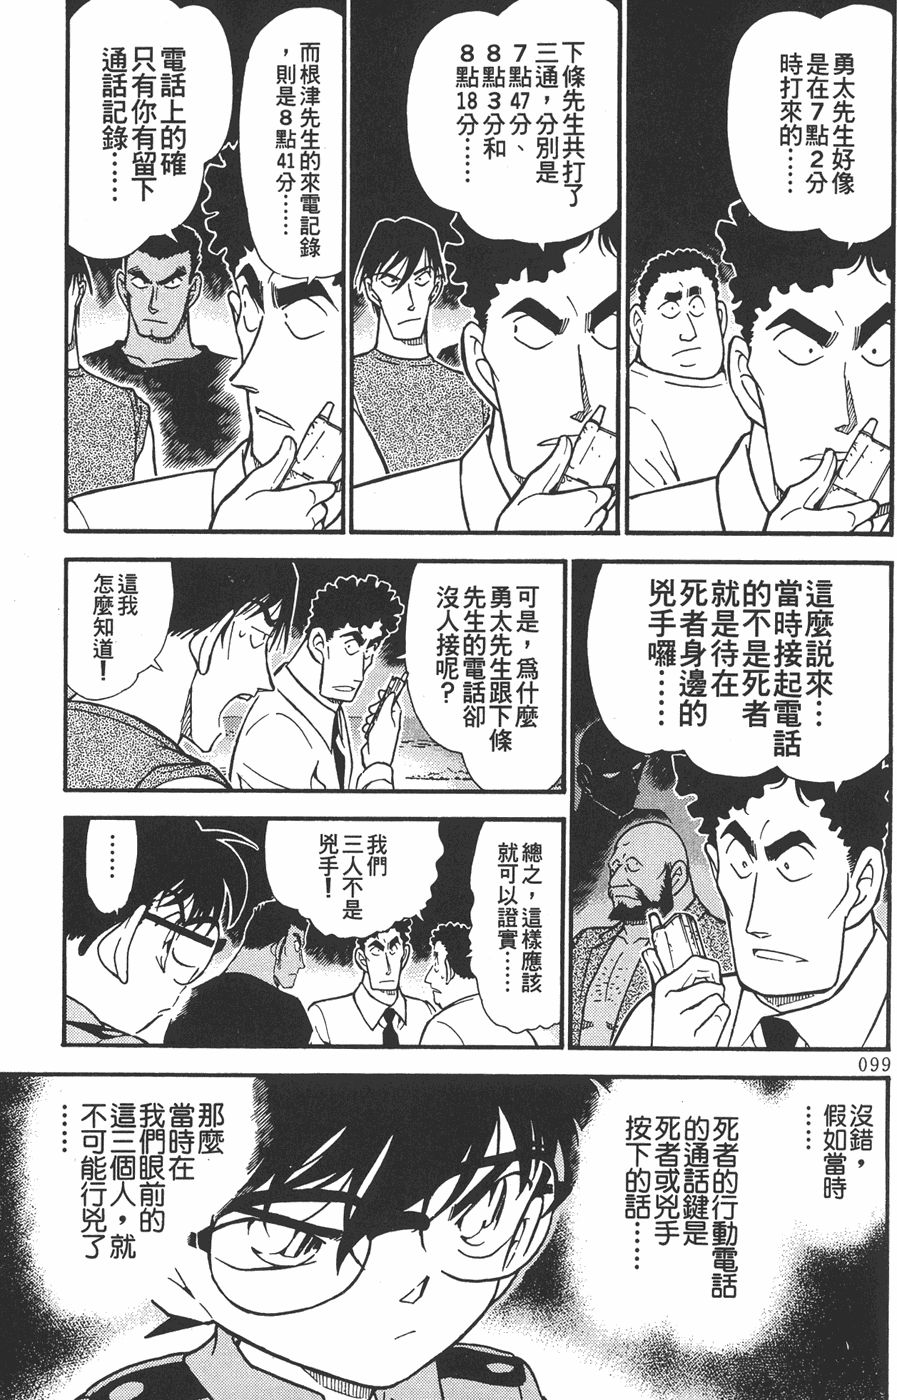 勇太先生好像
是在7點2分
時打來的⋯⋯
下條先生共打了
三通，分別是
7點47分、
8點3分和
8點18分⋯⋯
而根津先生的來電記錄
，則是8點41分⋯⋯
電話上的確
只有你有留下
通話記錄⋯⋯
這麼說來⋯
當時接起電話
的不是死者
就是待在
死者身邊的
兇手囉⋯⋯
可是，為什麼
勇太先生跟下條
先生的電話卻
沒人接呢？
這我
怎麼知道！
總之，這樣應該
就可以證實⋯⋯
我們
三人不是
兇手！
⋯⋯
099
沒錯，
假如當時
⋯⋯
死者的行動電話
的通話鍵是
死者或兇手
按下的話⋯⋯
那麼
當時在
我們眼前的
這三個人，就
不可能行兇了
⋯⋯